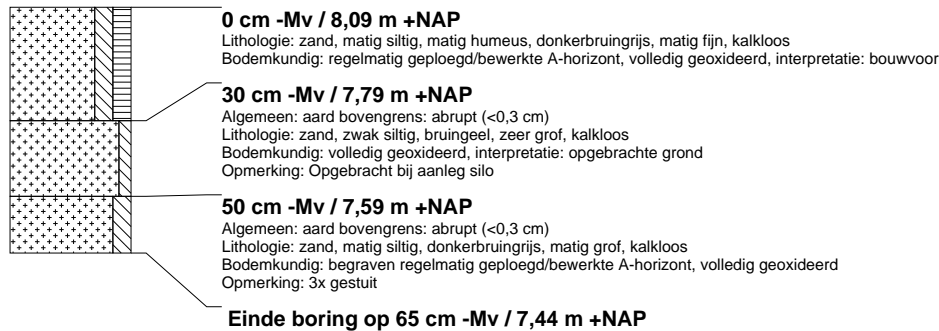 0 cm -Mv / 8,09 m +NAP
Lithologie: zand, matig siltig, matig humeus, donkerbruingrijs, matig fijn, kalkloos
Bodemkundig: regelmatig geploegd/bewerkte A-horizont, volledig geoxideerd, interpretatie: bouwvoor
30 cm -Mv / 7,79 m +NAP
Algemeen: aard bovengrens: abrupt (<0,3 cm)
Lithologie: zand, zwak siltig, bruingeel, zeer grof, kalkloos
Bodemkundig: volledig geoxideerd, interpretatie: opgebrachte grond
Opmerking: Opgebracht bij aanleg silo
50 cm -Mv / 7,59 m +NAP
Algemeen: aard bovengrens: abrupt (<0,3 cm)
Lithologie: zand, matig siltig, donkerbruingrijs, matig grof, kalkloos
Bodemkundig: begraven regelmatig geploegd/bewerkte A-horizont, volledig geoxideerd
Opmerking: 3x gestuit
Einde boring op 65 cm -Mv / 7,44 m +NAP